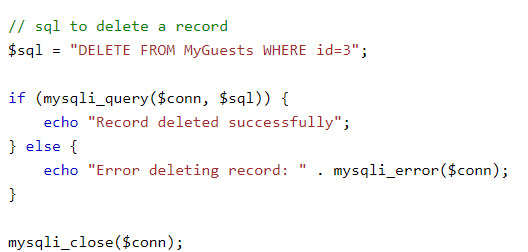 // sql to delete a record
$sql = "DELETE FROM MyGuests WHERE id=3";
if (mysqli_query($conn, $sql)) {
echo "Record deleted successfully";
} else {
echo "Error deleting record: " . mysqli_error($conn);
}
mysqli_close($conn);